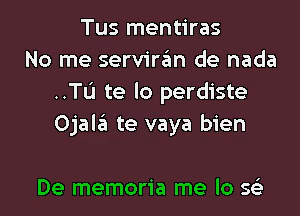 Tus mentiras
No me servirán de nada
..Tú te lo perdiste
Ojalá te vaya bien
De memoria me lo sé